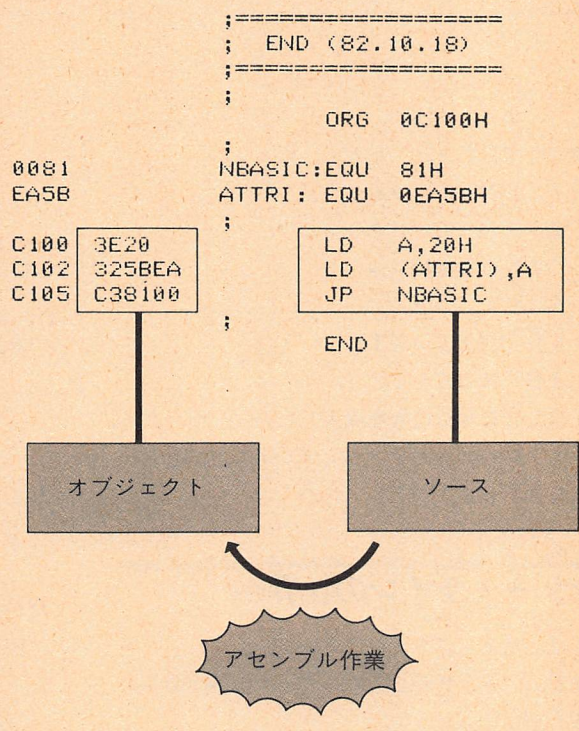 ;===================
;  END (82.10.18)
;===================
;
ORG  0C100H
;
0081 NBASIC:EQU  81H
EA5B ATTRI: EQU  0EA5BH
;
C100 3E20 LD  A,20H
C102 325BEA LD  (ATTRI),A
C105 C38100 JP  NBASIC
;
END
オブジェクト
ソース
アセンブル作業